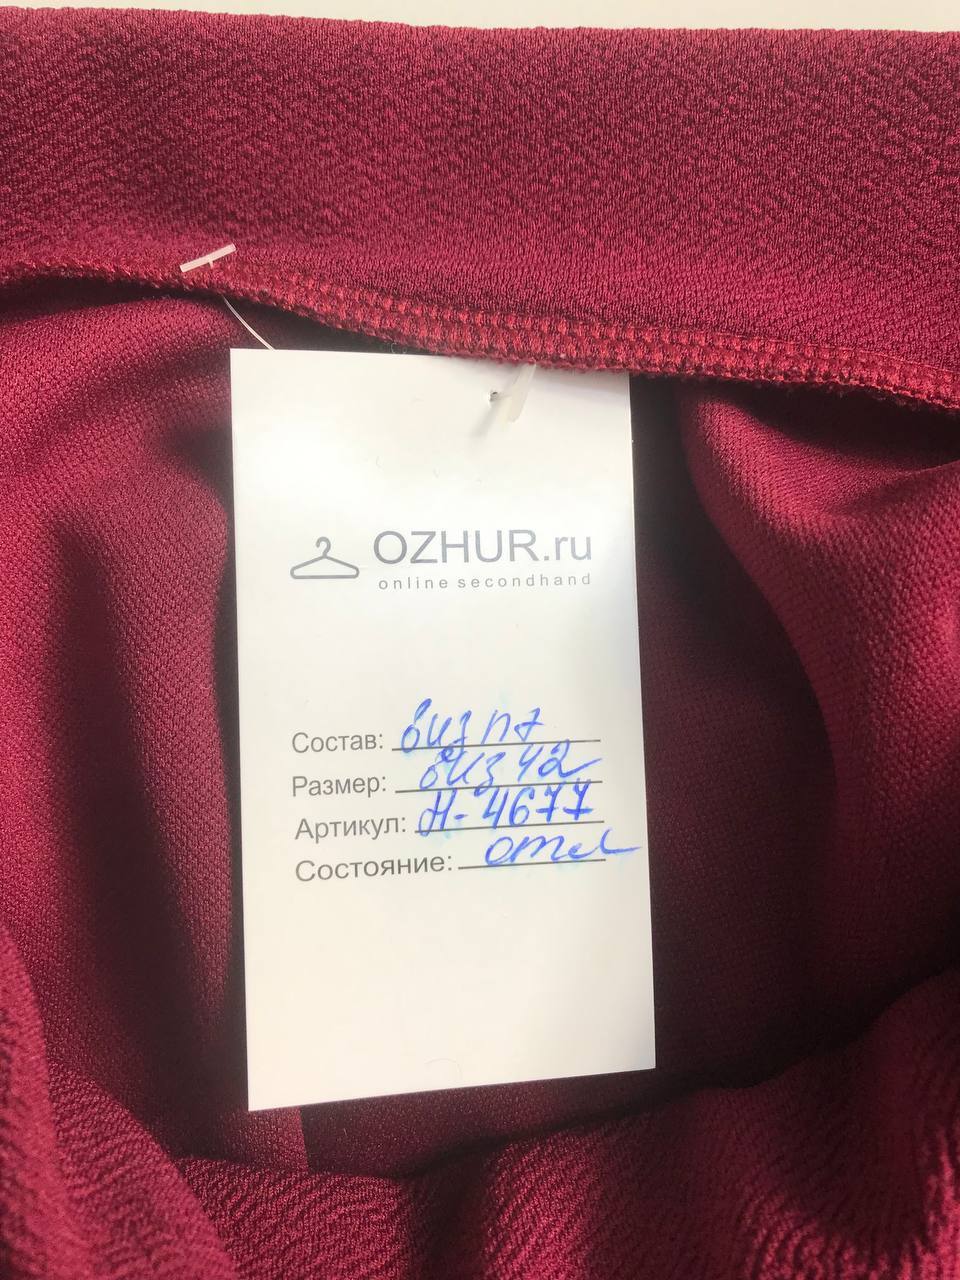 OZHUR.ru
online secondhand
Состав: виз пэ
Размер: виз 42
Артикул: Н-4677
Состояние: отл